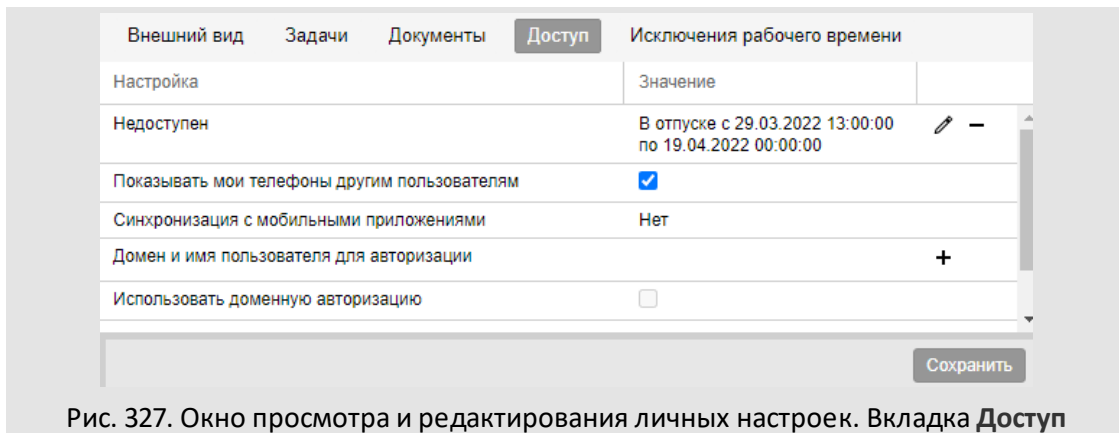 Внешний вид Задачи Документы Доступ Исключения рабочего времени
Настройка Значение
Недоступен В отпуске с 29.03.2022 13:00:00
по 19.04.2022 00:00:00
Показывать мои телефоны другим пользователям
Синхронизация с мобильными приложениями Нет
Домен и имя пользователя для авторизации
Использовать доменную авторизацию
Сохранить
Рис. 327. Окно просмотра и редактирования личных настроек. Вкладка Доступ